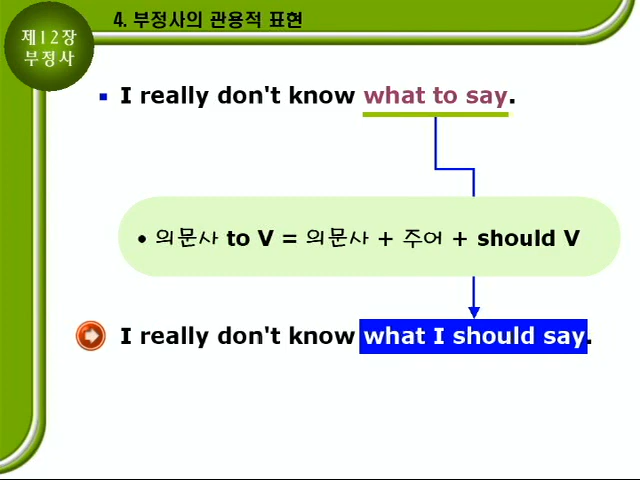 4. 부정사의 관용적 표현
제12장
부정사
I really don't know what to say.
• 의문사 to V = 의문사 + 주어 + should V
I really don't know what I should say.